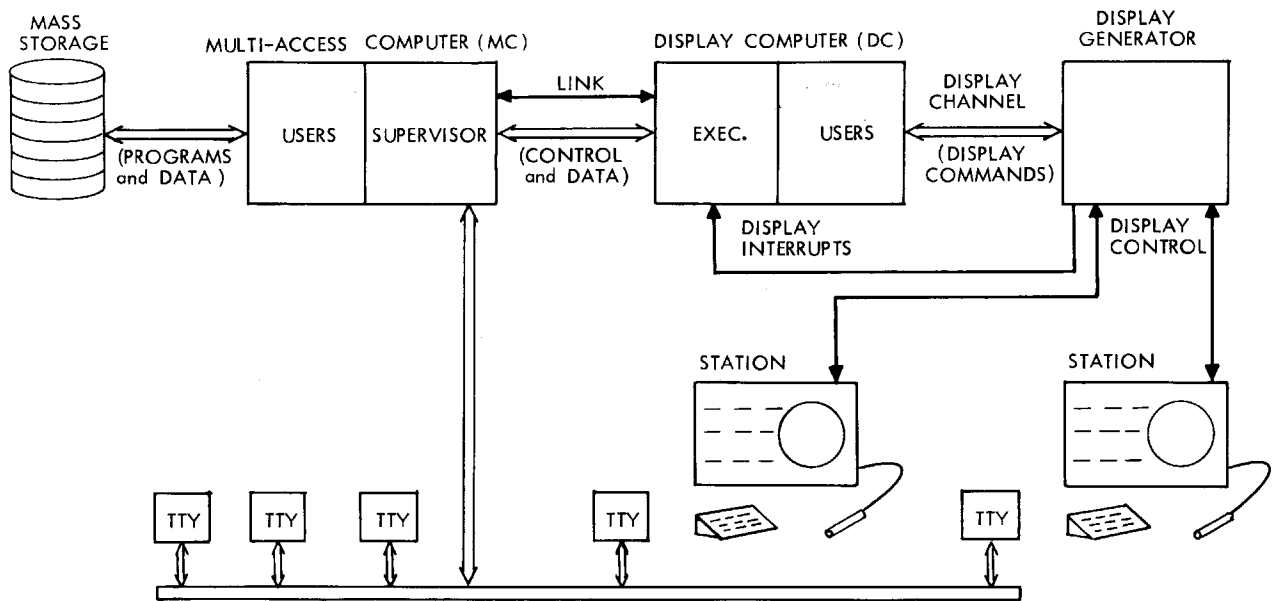 MASS
STORAGE
MULTI-ACCESS COMPUTER (MC)
DISPLAY COMPUTER (DC)
DISPLAY
GENERATOR
USERS
SUPERVISOR
LINK
EXEC.
USERS
DISPLAY
CHANNEL
(PROGRAMS
and DATA)
(CONTROL
and DATA)
(DISPLAY
COMMANDS)
DISPLAY
INTERRUPTS
DISPLAY
CONTROL
STATION
STATION
TTY
TTY
TTY
TTY
TTY